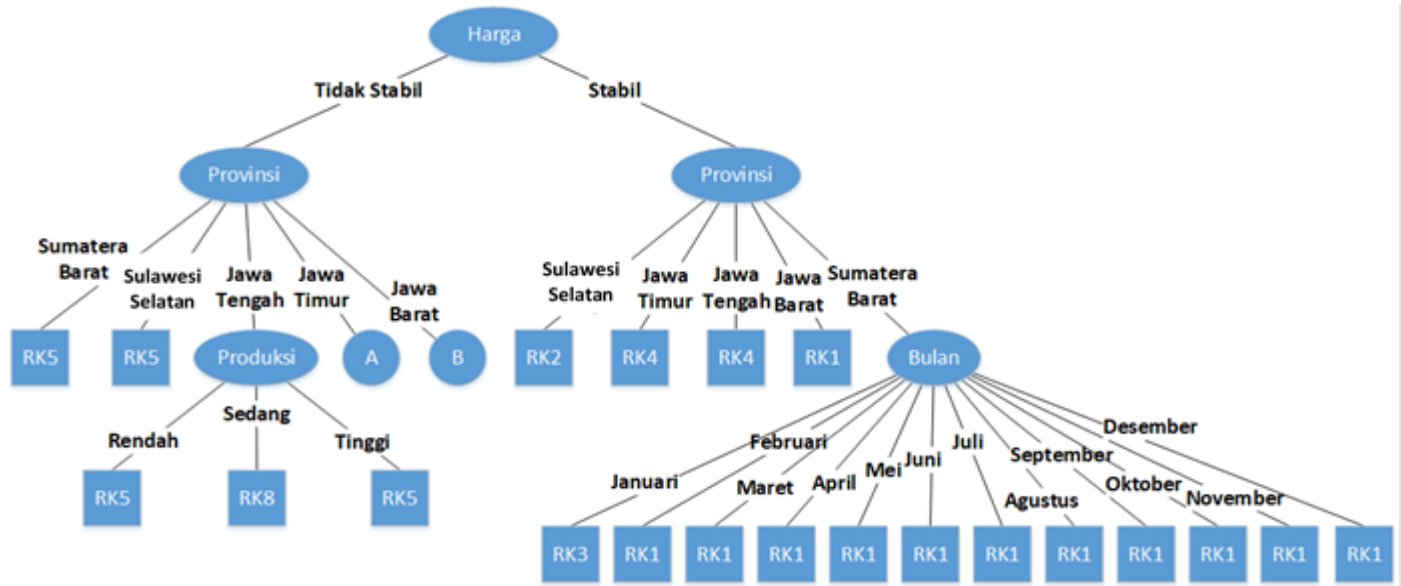 Harga
Tidak Stabil
Stabil
Provinsi
Provinsi
Sumatera
Barat
Sulawesi
Selatan
Jawa
Tengah
Jawa
Timur
Jawa
Barat
Sulawesi
Selatan
Jawa
Timur
Jawa
Tengah
Jawa
Barat
Sumatera
Barat
RK5
RK5
Produksi
A
B
RK2
RK4
RK4
RK1
Bulan
Rendah
Sedang
Tinggi
Januari
Februari
Maret
April
Mei
Juni
Juli
Agustus
September
Oktober
November
Desember
RK5
RK8
RK5
RK3
RK1
RK1
RK1
RK1
RK1
RK1
RK1
RK1
RK1
RK1
RK1